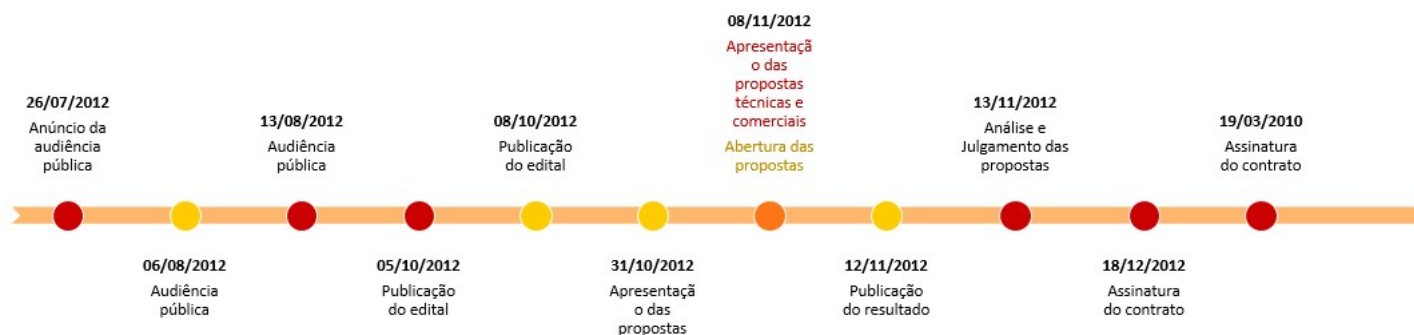 26/07/2012
Anúncio da
audiência
pública
06/08/2012
Audiência
pública
13/08/2012
Audiência
pública
05/10/2012
Publicação
do edital
08/10/2012
Publicação
do edital
31/10/2012
Apresentaçã
o das
propostas
08/11/2012
Apresentaçã
o das
propostas
técnicas e
comerciais
Abertura das
propostas
12/11/2012
Publicação
do resultado
13/11/2012
Análise e
Julgamento das
propostas
18/12/2012
Assinatura
do contrato
19/03/2010
Assinatura
do contrato